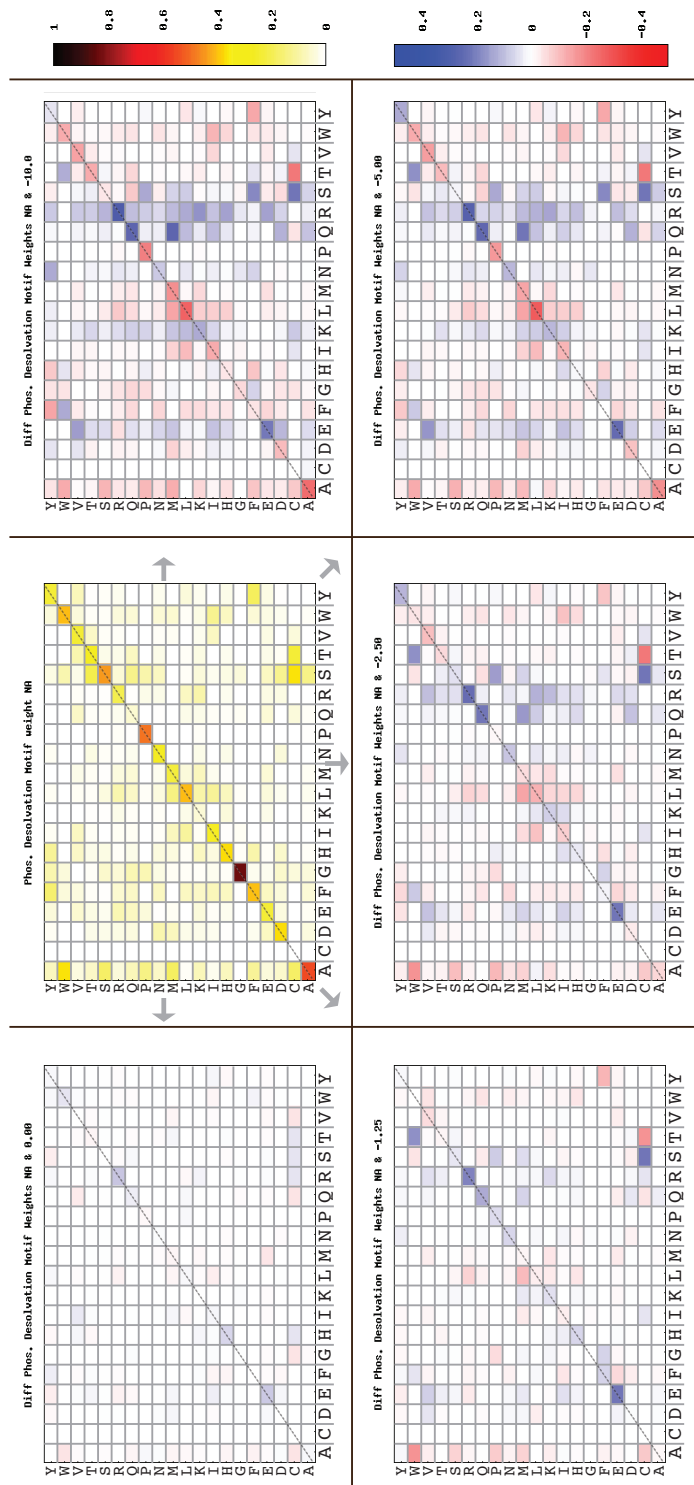 Diff Phos. Desolvation Motif Weights NA & 0.00
Y W V T S R Q P N M L K I H G F E D C A
A C D E F G H I K L M N P Q R S T V W Y
Phos. Desolvation Motif weight NA
Y W V T S R Q P N M L K I H G F E D C A
A C D E F G H I K L M N P Q R S T V W Y
Diff Phos. Desolvation Motif Weights NA & -10.0
Y W V T S R Q P N M L K I H G F E D C A
A C D E F G H I K L M N P Q R S T V W Y
1
0.8
0.6
0.4
0.2
0
Diff Phos. Desolvation Motif Weights NA & -1.25
Y W V T S R Q P N M L K I H G F E D C A
A C D E F G H I K L M N P Q R S T V W Y
Diff Phos. Desolvation Motif Weights NA & -2.50
Y W V T S R Q P N M L K I H G F E D C A
A C D E F G H I K L M N P Q R S T V W Y
Diff Phos. Desolvation Motif Weights NA & -5.00
Y W V T S R Q P N M L K I H G F E D C A
A C D E F G H I K L M N P Q R S T V W Y
0.4
0.2
0
-0.2
-0.4